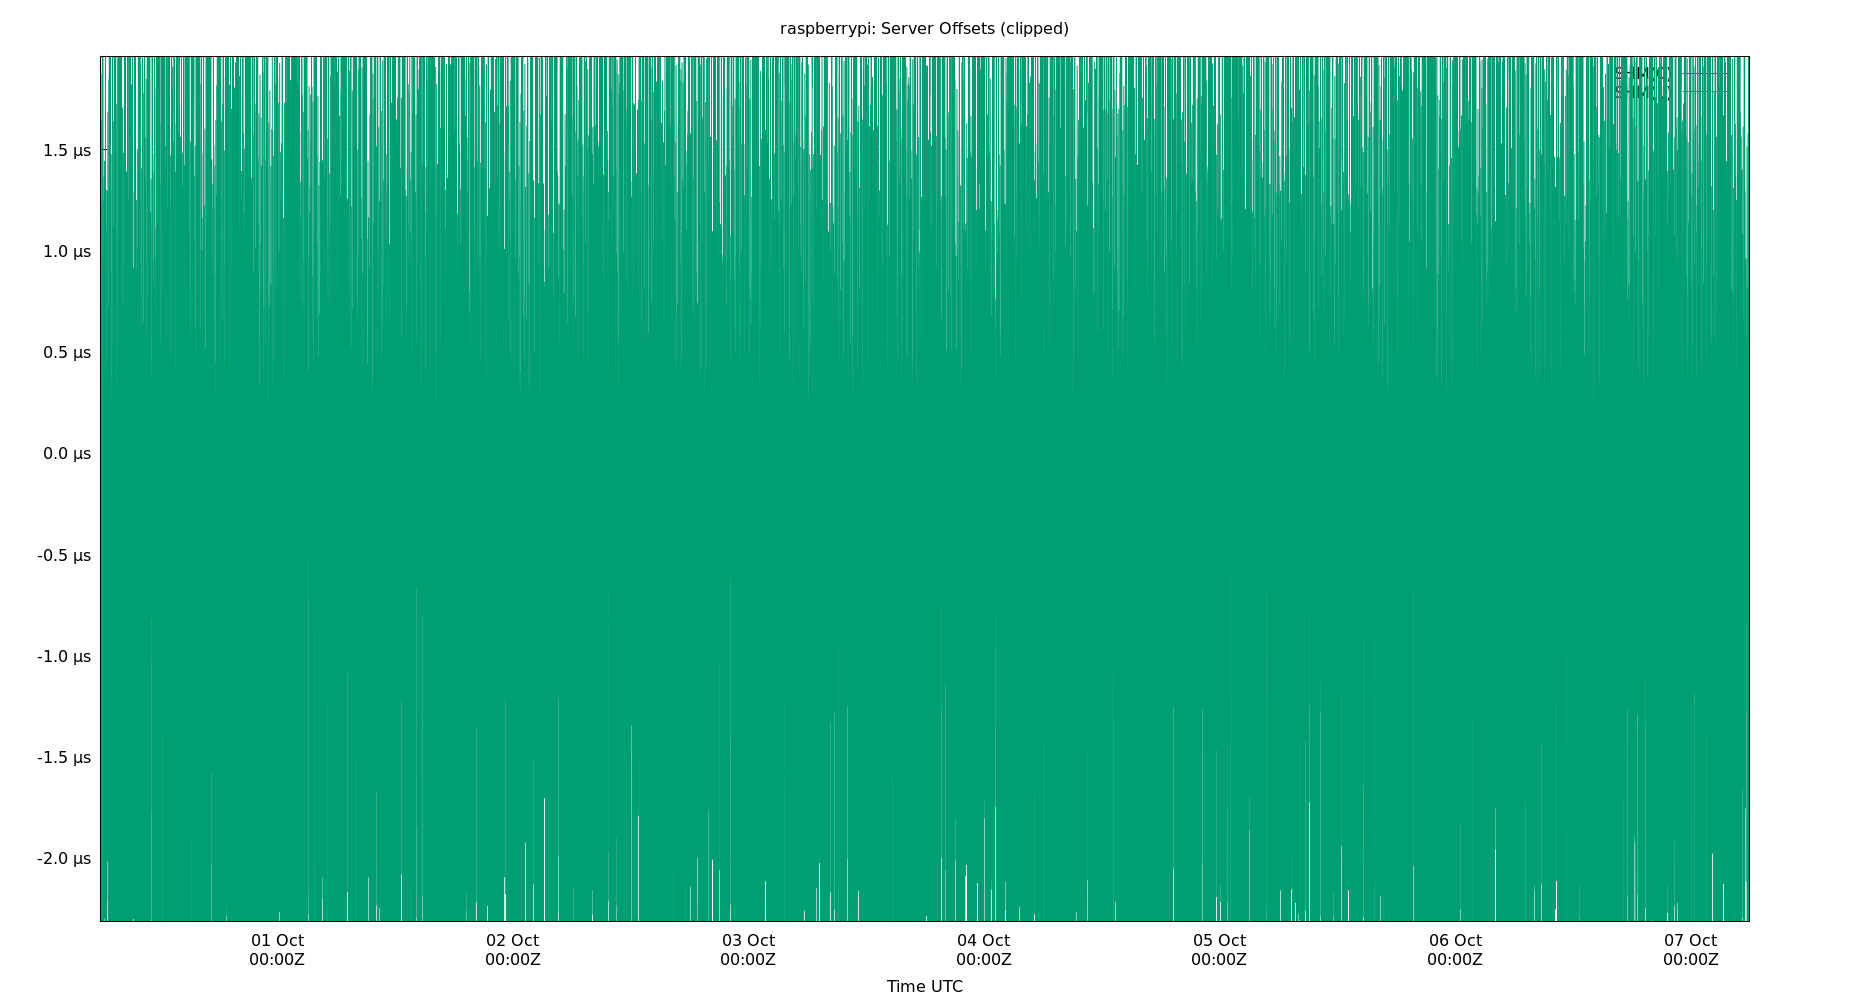 raspberrypi: Server Offsets (clipped)
SHM(0)
1.5 µs
1.0 µs
0.5 µs
0.0 µs
-0.5 µs
-1.0 µs
-1.5 µs
-2.0 µs
01 Oct 02 Oct 03 Oct 04 Oct 05 Oct 06 Oct 07 Oct
00:00Z 00:00Z 00:00Z 00:00Z 00:00Z 00:00Z 00:00Z
Time UTC